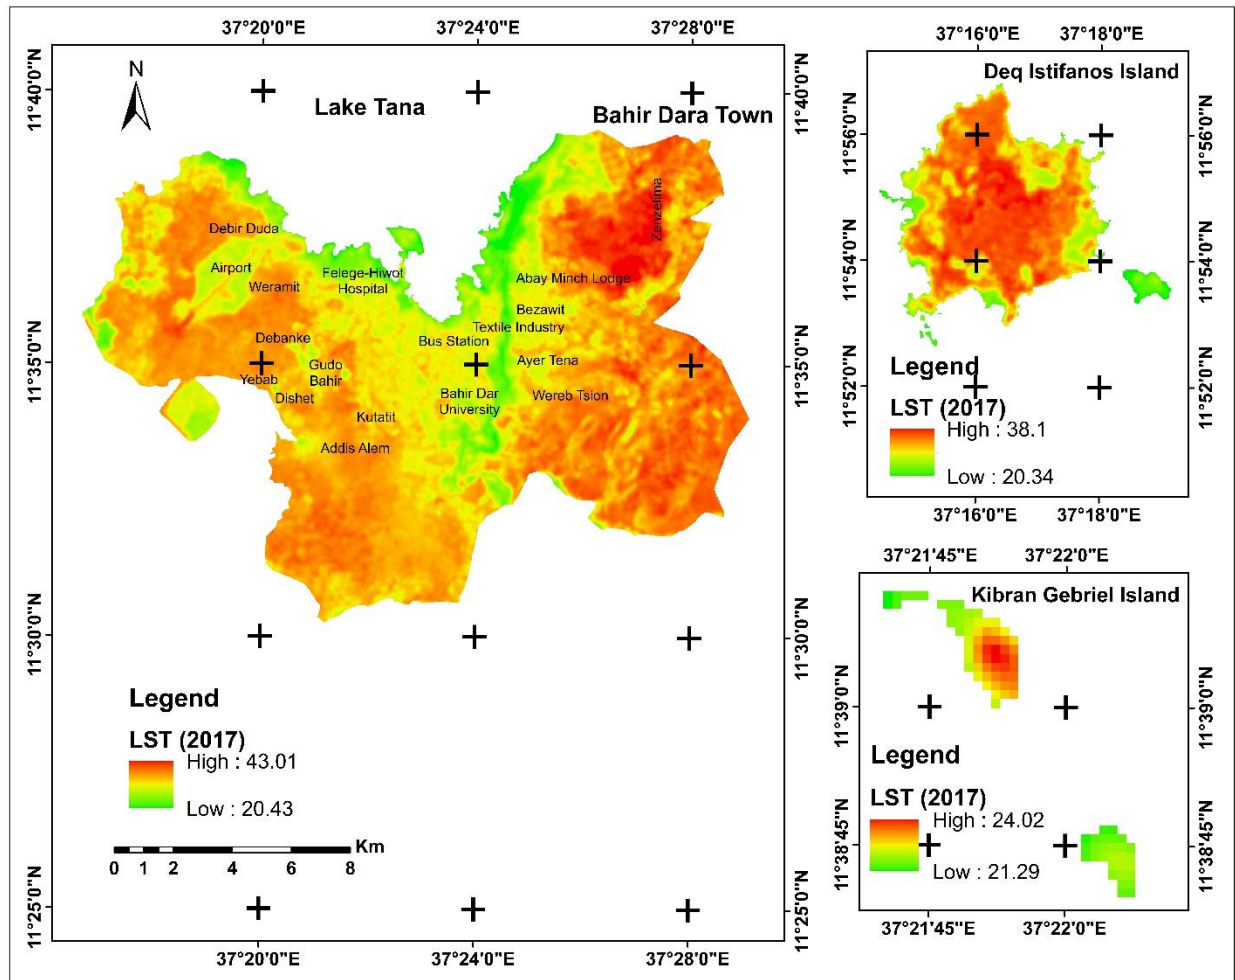 37°20'0"E
37°24'0"E
37°28'0"E
N
Lake Tana
Bahir Dara Town
11°40'0"N
11°40'0"N
Debir Duda
Zenzelima
Airport
Felege-Hiwot
Hospital
Abay Minch Lodge
Weramit
Bezawit
Textile Industry
Debanke
Bus Station
11°35'0"N
11°35'0"N
Gudo
Bahir
Ayer Tena
Yebab
Dishet
Bahir Dar
University
Wereb Tsion
Kutatit
Addis Alem
11°30'0"N
11°30'0"N
Legend
LST (2017)
High : 43.01
Low : 20.43
0 1 2 4 6 8 Km
11°25'0"N
11°25'0"N
37°20'0"E
37°24'0"E
37°28'0"E
37°16'0"E
37°18'0"E
Deq Istifanos Island
11°56'0"N
11°56'0"N
11°54'0"N
11°54'0"N
11°52'0"N
11°52'0"N
Legend
LST (2017)
High : 38.1
Low : 20.34
37°16'0"E
37°18'0"E
37°21'45"E
37°22'0"E
Kibran Gebriel Island
11°39'0"N
11°39'0"N
Legend
LST (2017)
High : 24.02
Low : 21.29
11°38'45"N
11°38'45"N
37°21'45"E
37°22'0"E